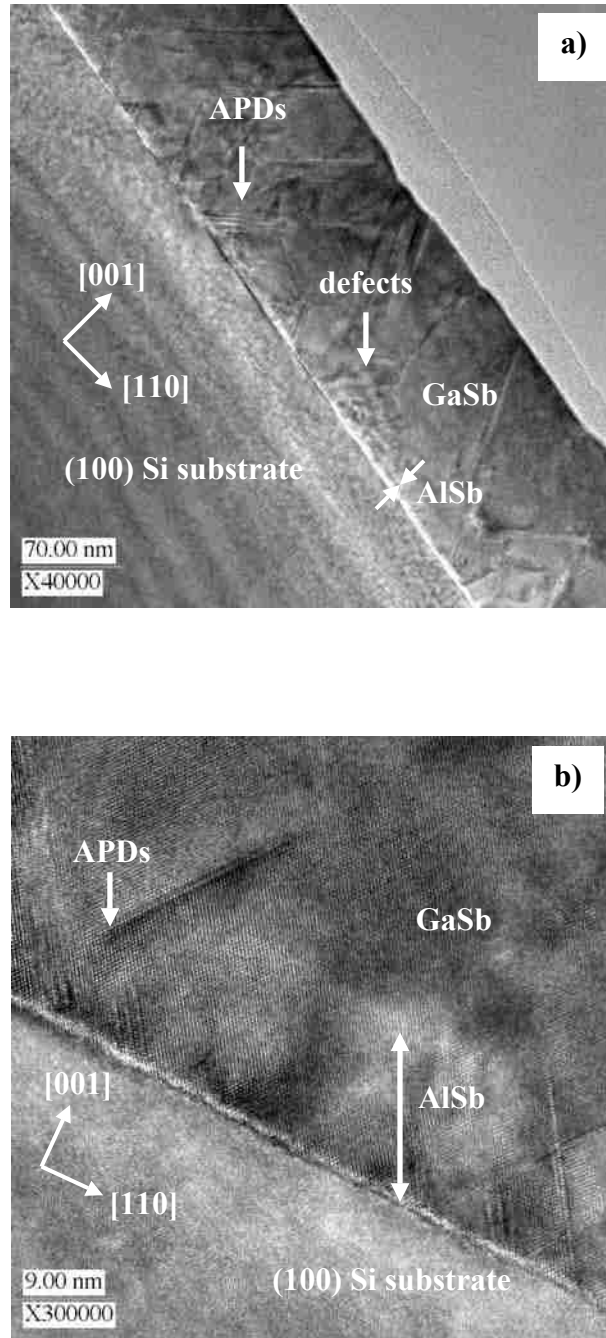 a)
APDs
[001]
defects
[110]
GaSb
(100) Si substrate
AlSb
70.00 nm
X40000
b)
APDs
GaSb
[001]
AlSb
[110]
(100) Si substrate
9.00 nm
X300000